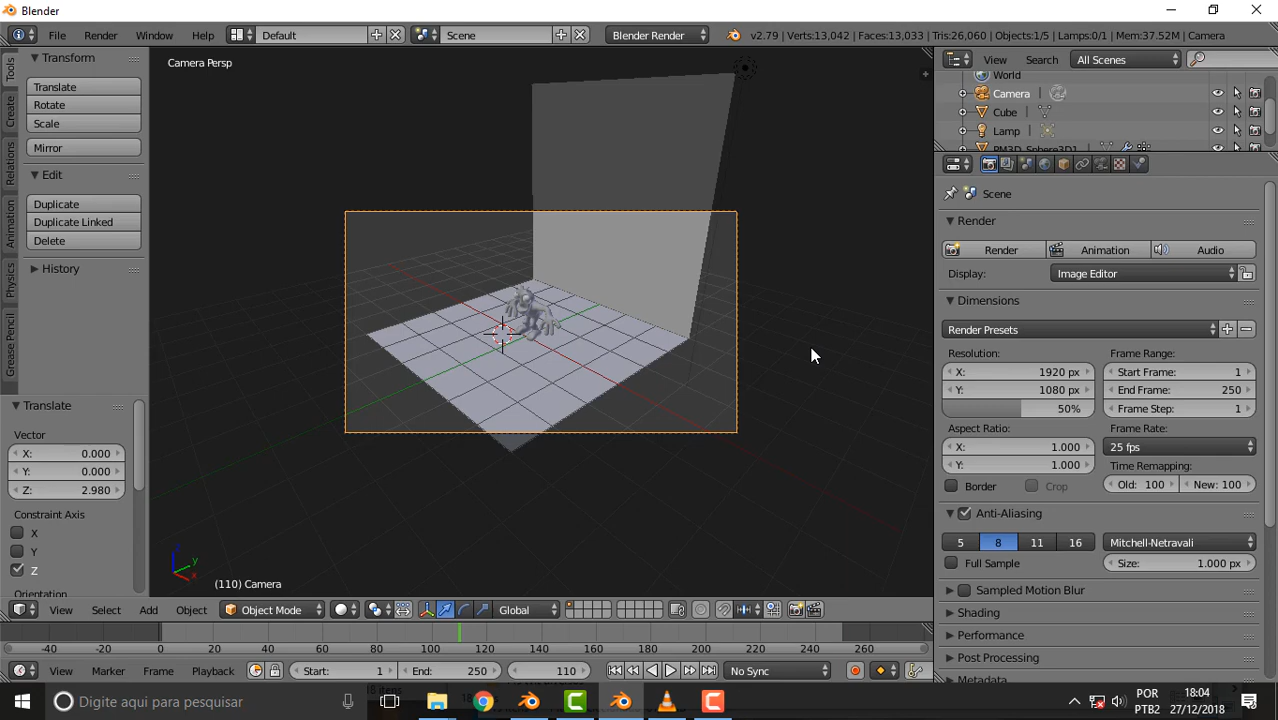 Blender
File Render Window Help Default Scene Blender Render v2.79 | Verts:13,042 | Faces:13,033 | Tris:26,060 | Objects:1/5 | Lamps:0/1 | Mem:37.52M | Camera
Tools
Create
Relations
Animation
Physics
Grease Pencil
Transform
Translate
Rotate
Scale
Mirror
Edit
Duplicate
Duplicate Linked
Delete
History
Translate
Vector
X: 0.000
Y: 0.000
Z: 2.980
Constraint Axis
X
Y
Z
Orientation
Camera Persp
z
y
x
(110) Camera
View Select Add Object Object Mode Global
-40 -20 0 20 40 60 80 100 120 140 160 180 200 220 240 260
View Marker Frame Playback Start: 1 End: 250 110 No Sync
View Search All Scenes
World
Camera
Cube
Lamp
PM3D_Sphere3D1
Scene
Render
Render Animation Audio
Display: Image Editor
Dimensions
Render Presets
Resolution: Frame Range:
X: 1920 px Start Frame: 1
Y: 1080 px End Frame: 250
50% Frame Step: 1
Aspect Ratio: Frame Rate:
X: 1.000 25 fps
Y: 1.000 Time Remapping:
Border Crop Old: 100 New: 100
Anti-Aliasing
5 8 11 16 Mitchell-Netravali
Full Sample Size: 1.000 px
Sampled Motion Blur
Shading
Performance
Post Processing
Metadata
Digite aqui para pesquisar
POR
PTB2
18:04
27/12/2018